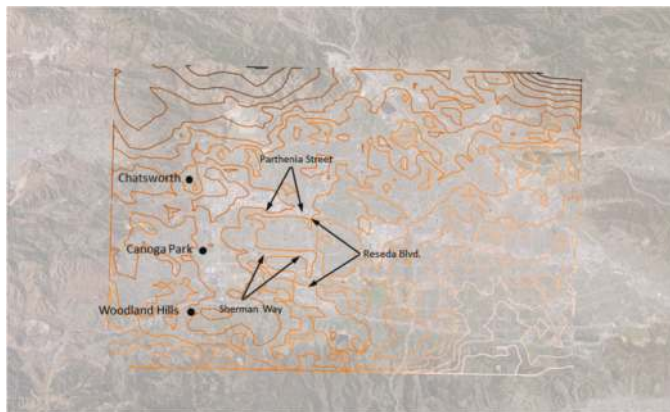 Parthenia Street
Chatsworth
Canoga Park
Reseda Blvd.
Woodland Hills
Sherman Way